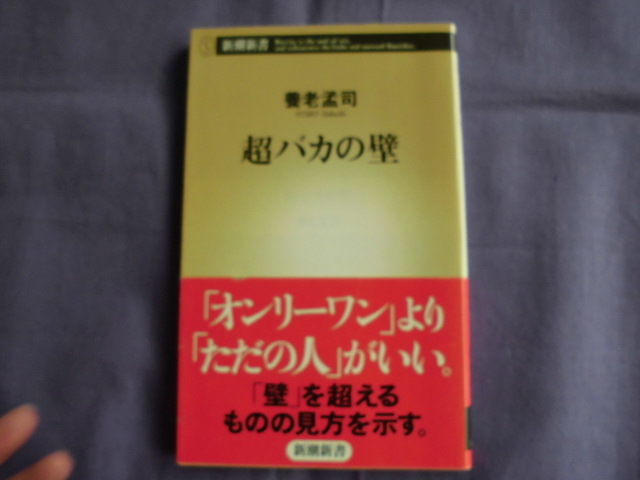 新潮新書
養老孟司
超バカの壁
「オンリーワン」より
「ただの人」がいい。
「壁」を超える
ものの見方を示す。
新潮新書